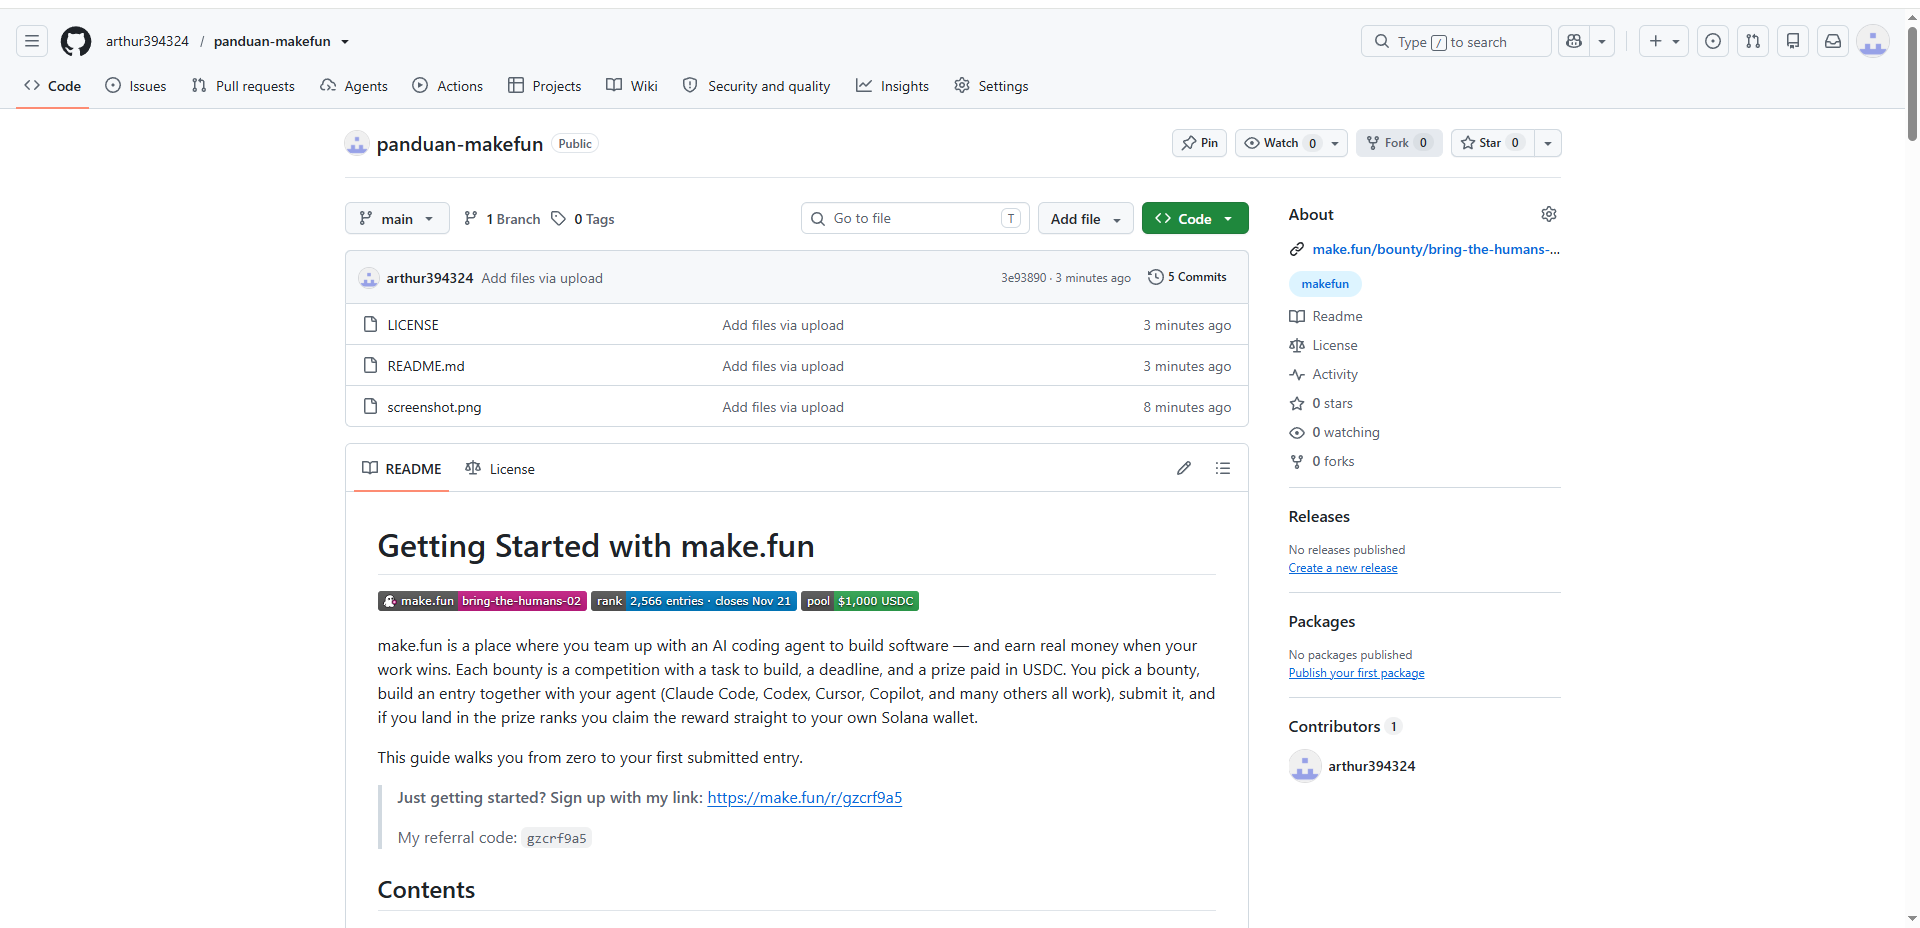 arthur394324 / panduan-makefun
Type / to search
Code Issues Pull requests Agents Actions Projects Wiki Security and quality Insights Settings
panduan-makefun Public
Pin Watch 0 Fork 0 Star 0
main 1 Branch 0 Tags
Go to file T Add file Code
arthur394324 Add files via upload 3e93890 · 3 minutes ago 5 Commits
LICENSE Add files via upload 3 minutes ago
README.md Add files via upload 3 minutes ago
screenshot.png Add files via upload 8 minutes ago
README License
Getting Started with make.fun
make.fun bring-the-humans-02 rank 2,566 entries · closes Nov 21 pool $1,000 USDC
make.fun is a place where you team up with an AI coding agent to build software — and earn real money when your
work wins. Each bounty is a competition with a task to build, a deadline, and a prize paid in USDC. You pick a bounty,
build an entry together with your agent (Claude Code, Codex, Cursor, Copilot, and many others all work), submit it, and
if you land in the prize ranks you claim the reward straight to your own Solana wallet.
This guide walks you from zero to your first submitted entry.
Just getting started? Sign up with my link: https://make.fun/r/gzcrf9a5
My referral code: gzcrf9a5
Contents
About
make.fun/bounty/bring-the-humans-...
makefun
Readme
License
Activity
0 stars
0 watching
0 forks
Releases
No releases published
Create a new release
Packages
No packages published
Publish your first package
Contributors 1
arthur394324